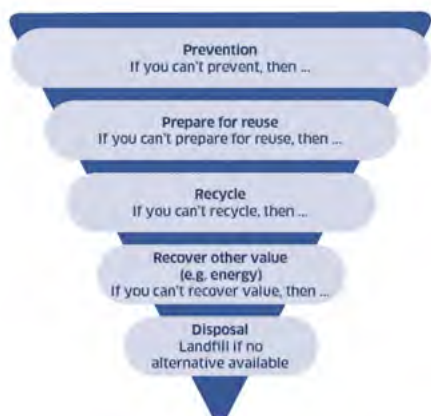 Prevention
If you can't prevent, then ...
Prepare for reuse
If you can't prepare for reuse, then ...
Recycle
If you can't recycle, then ...
Recover other value
(e.g. energy)
If you can't recover value, then ...
Disposal
Landfill if no
alternative available